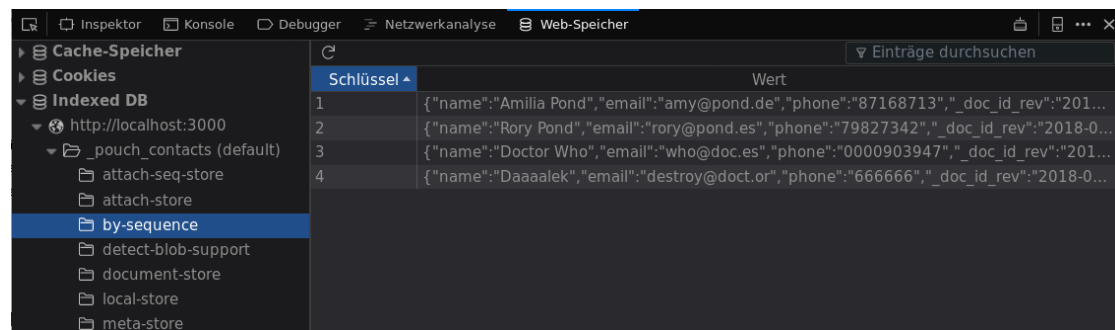 Inspektor Konsole Debugger Netzwerkanalyse Web-Speicher
Cache-Speicher
Cookies
Indexed DB
http://localhost:3000
_pouch_contacts (default)
attach-seq-store
attach-store
by-sequence
detect-blob-support
document-store
local-store
meta-store
Einträge durchsuchen
Schlüssel Wert
1 {"name":"Amilia Pond","email":"amy@pond.de","phone":"87168713","_doc_id_rev":"201...
2 {"name":"Rory Pond","email":"rory@pond.es","phone":"79827342","_doc_id_rev":"2018-0...
3 {"name":"Doctor Who","email":"who@doc.es","phone":"0000903947","_doc_id_rev":"201...
4 {"name":"Daaaalek","email":"destroy@doct.or","phone":"666666","_doc_id_rev":"2018-0...